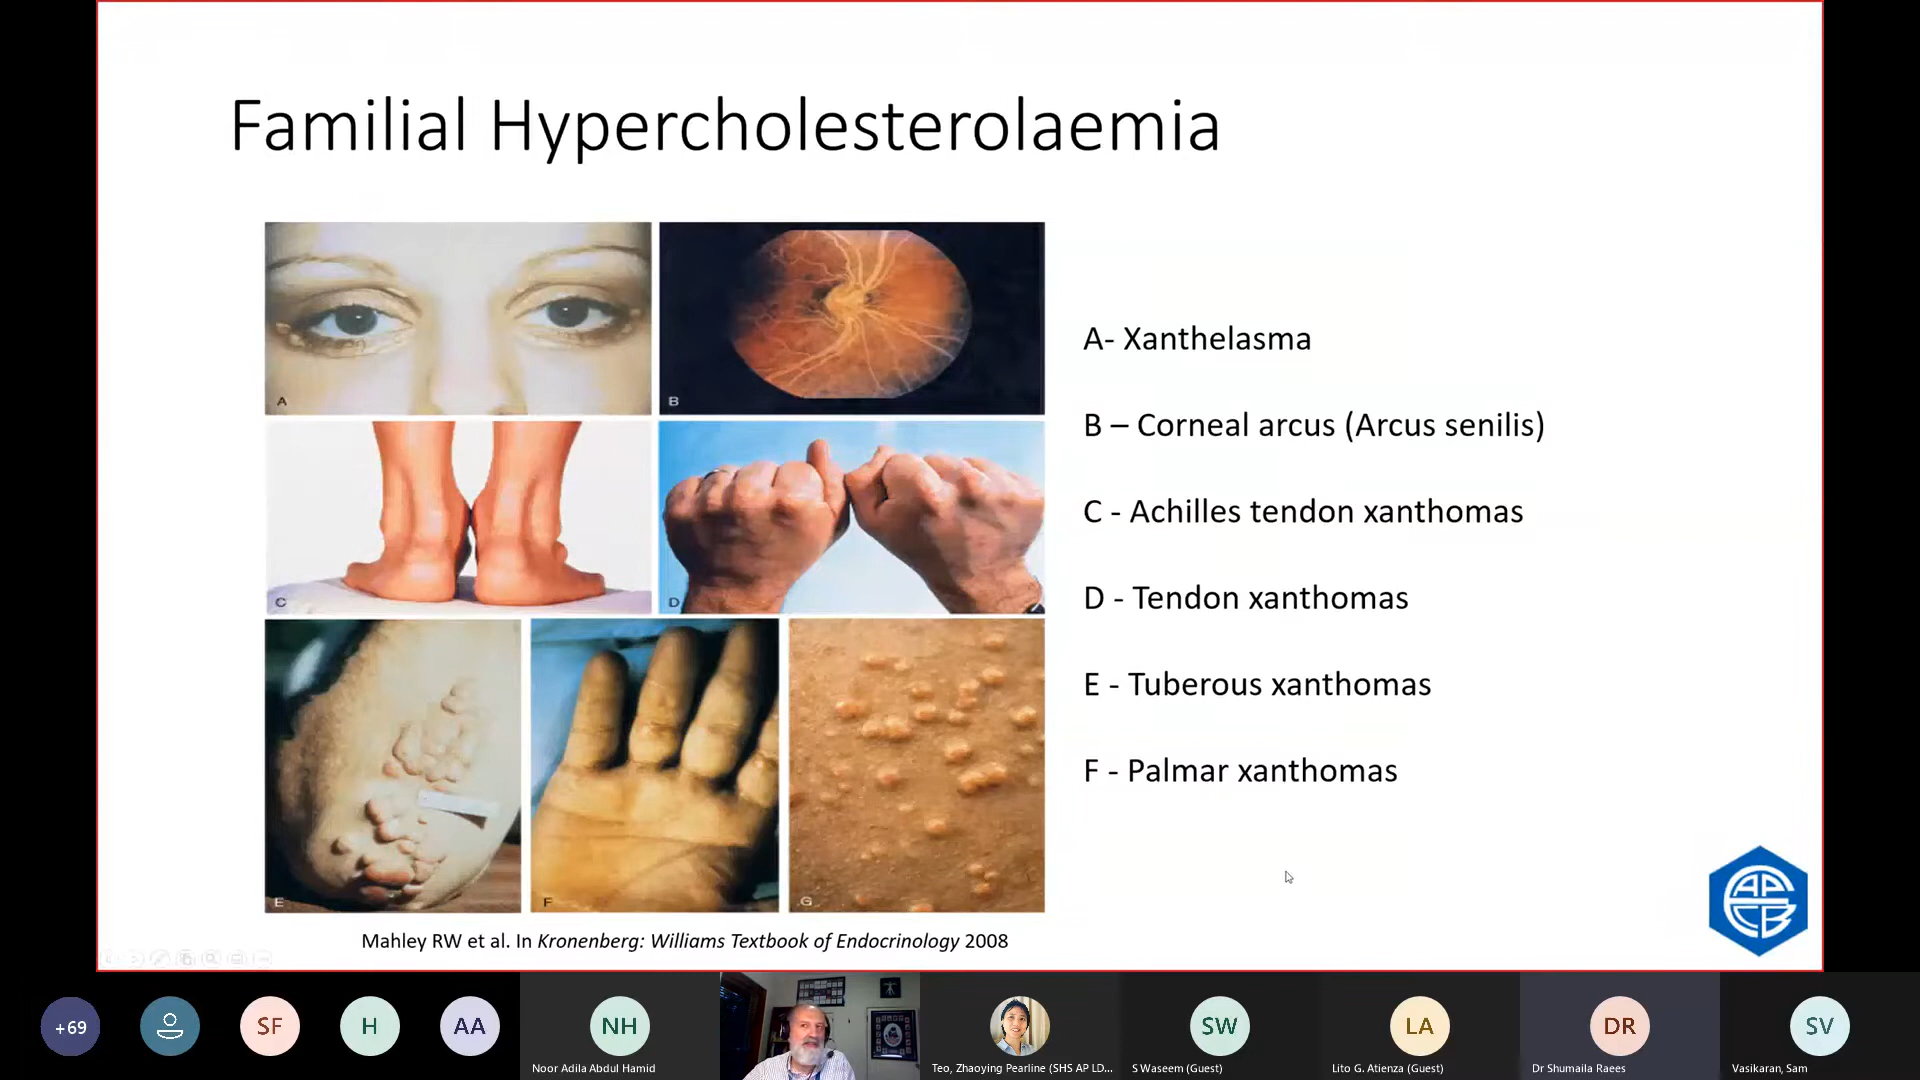 Familial Hypercholesterolaemia
A
B
C
D
E
F
G
A- Xanthelasma
B – Corneal arcus (Arcus senilis)
C - Achilles tendon xanthomas
D - Tendon xanthomas
E - Tuberous xanthomas
F - Palmar xanthomas
Mahley RW et al. In Kronenberg: Williams Textbook of Endocrinology 2008
AP
CB
+69
SF
H
AA
NH
Noor Adila Abdul Hamid
Teo, Zhaoying Pearline (SHS AP LD...
SW
S Waseem (Guest)
LA
Lito G. Atienza (Guest)
DR
Dr Shumaila Raees
SV
Vasikaran, Sam